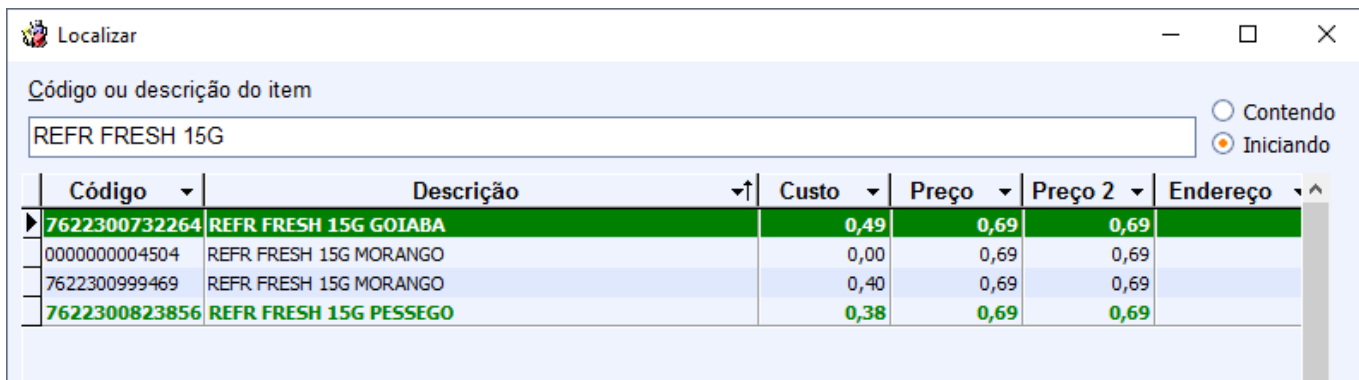 Localizar
Código ou descrição do item
Contendo
REFR FRESH 15G
Iniciando
Código Descrição Custo Preço Preço 2 Endereço
7622300732264 REFR FRESH 15G GOIABA 0,49 0,69 0,69
0000000004504 REFR FRESH 15G MORANGO 0,00 0,69 0,69
7622300999469 REFR FRESH 15G MORANGO 0,40 0,69 0,69
7622300823856 REFR FRESH 15G PESSEGO 0,38 0,69 0,69